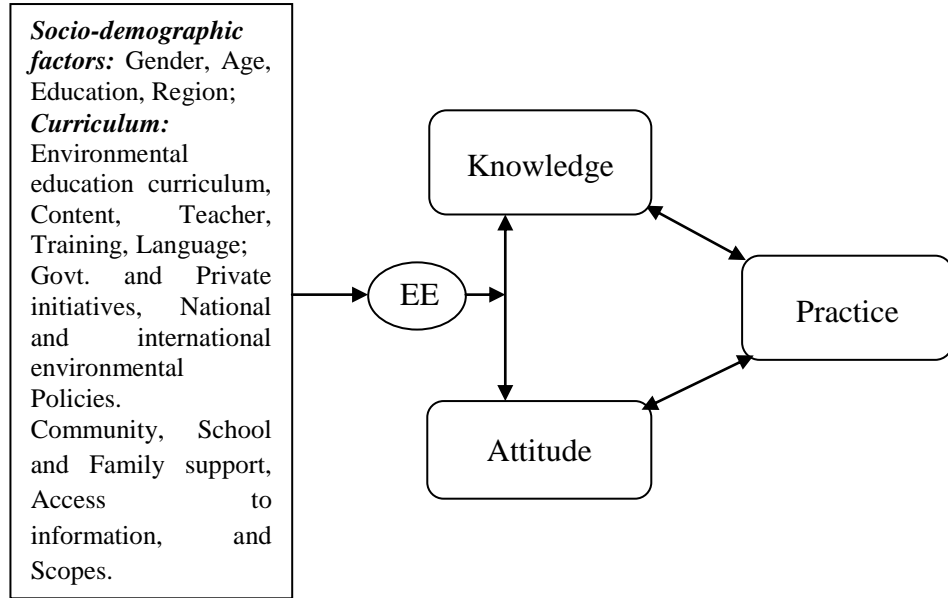 Socio-demographic
factors: Gender, Age,
Education, Region;
Curriculum:
Environmental
education curriculum,
Content, Teacher,
Training, Language;
Govt. and Private
initiatives, National
and international
environmental
Policies.
Community, School
and Family support,
Access to
information, and
Scopes.
EE
Knowledge
Attitude
Practice